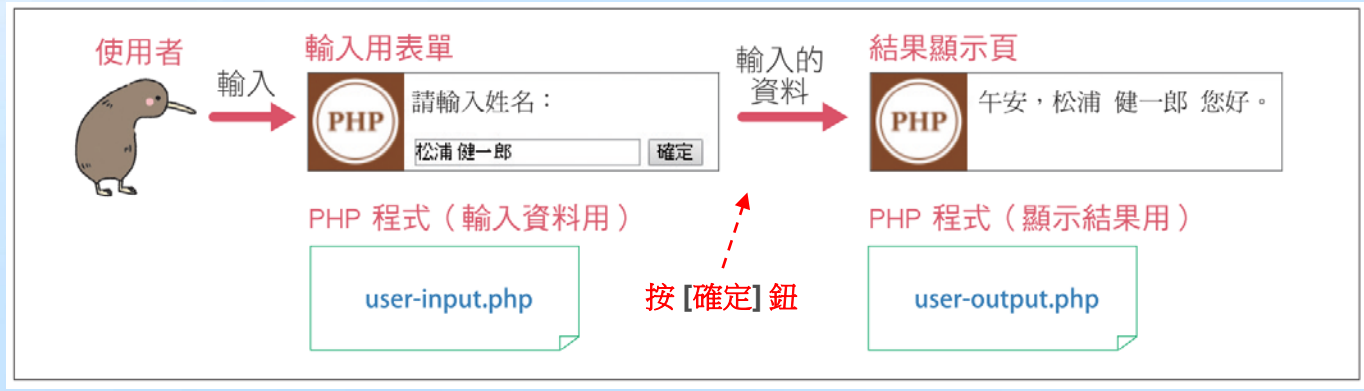 使用者
輸入
輸入用表單
PHP
請輸入姓名：
松浦 健一郎
確定
輸入的
資料
結果顯示頁
PHP
午安，松浦 健一郎 您好。
PHP 程式（輸入資料用）
user-input.php
按 [確定] 鈕
PHP 程式（顯示結果用）
user-output.php